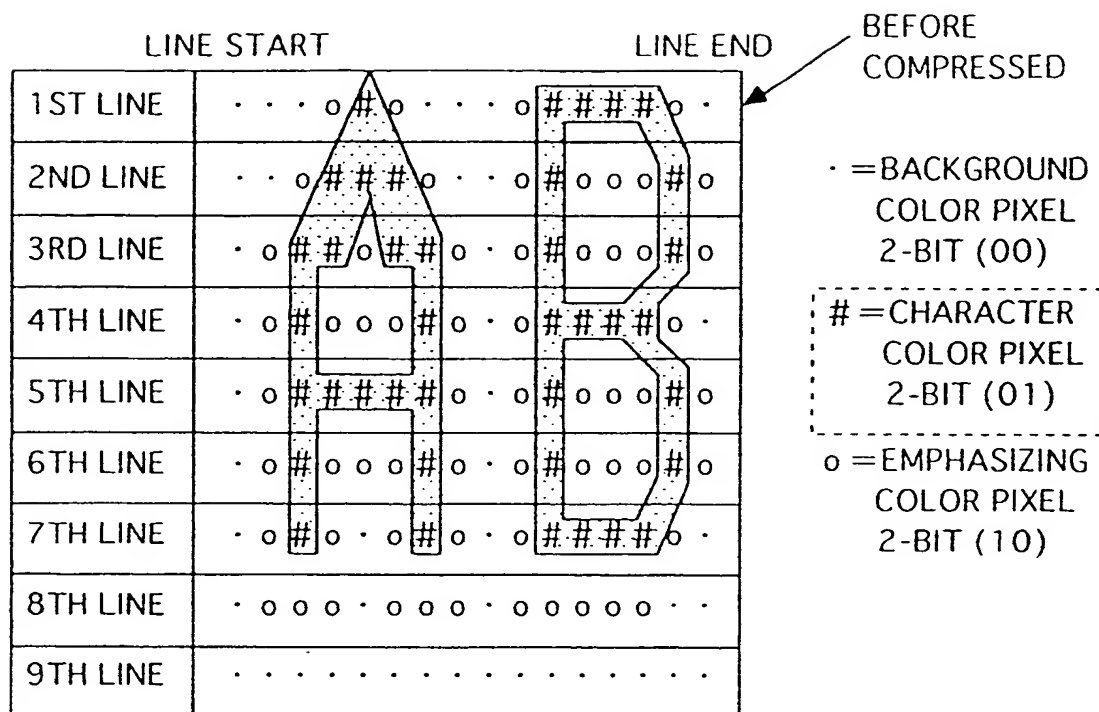 LINE START LINE END BEFORE COMPRESSED
1ST LINE · · · o # o · · · · o # # # # o ·
2ND LINE · · o # # # o · · o # o o o # o
3RD LINE · o # # o # # o · o # o o o # o
4TH LINE · o # o o o # o · o # # # # o ·
5TH LINE · o # # # # # o · o # o o o # o
6TH LINE · o # o o o # o · o # o o o # o
7TH LINE · o # o · o # o · o # # # # o ·
8TH LINE · o o o · o o o · o o o o o · ·
9TH LINE · · · · · · · · · · · · · · · · ·
· = BACKGROUND
COLOR PIXEL
2-BIT (00)
# = CHARACTER
COLOR PIXEL
2-BIT (01)
o = EMPHASIZING
COLOR PIXEL
2-BIT (10)